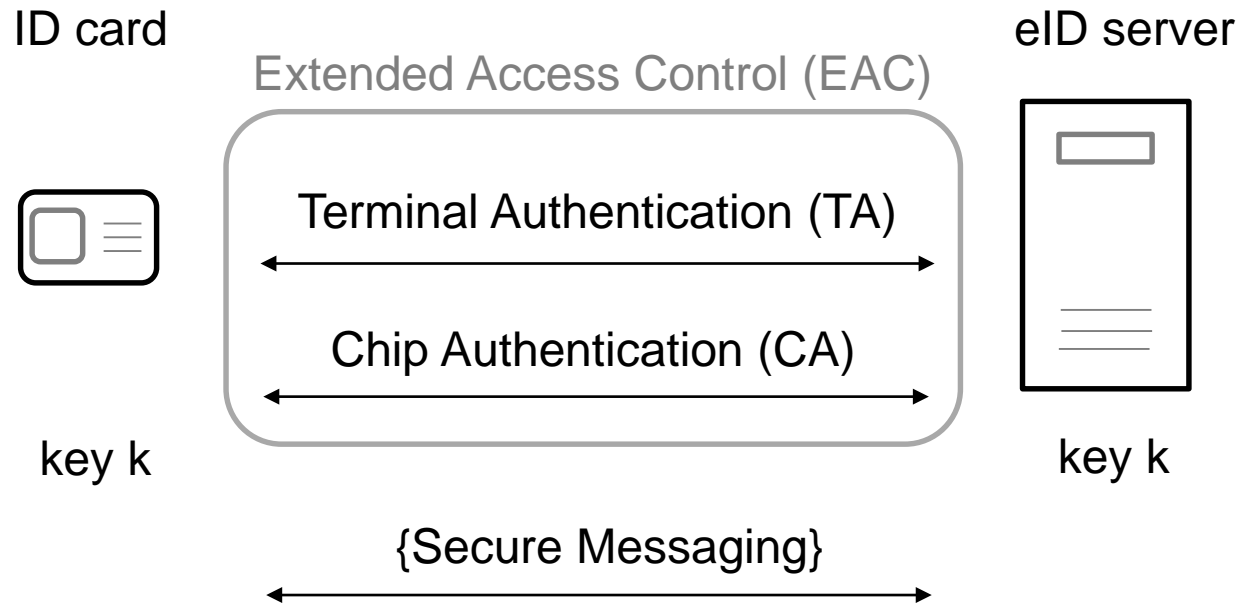 ID card
eID server
Extended Access Control (EAC)
Terminal Authentication (TA)
Chip Authentication (CA)
key k
key k
{Secure Messaging}